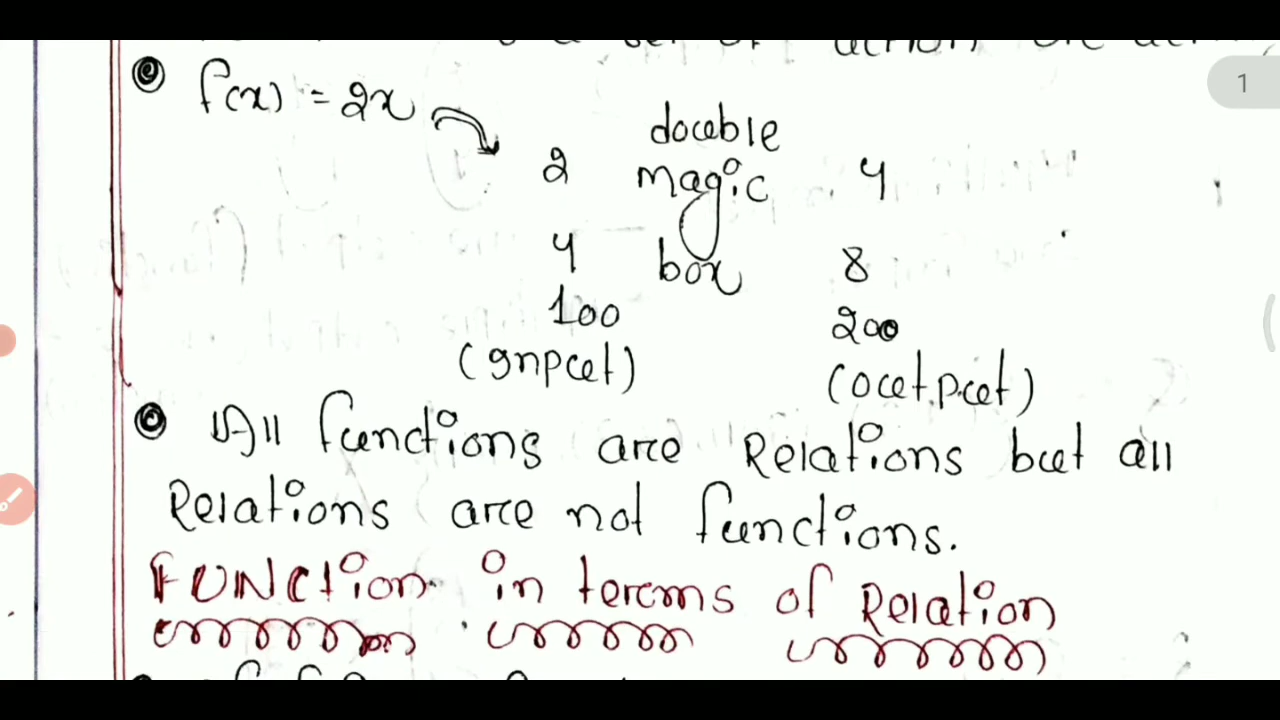 f(x) = 2x
double
2 magic 4
4 box 8
100 200
(input) (output)
All functions are Relations but all
Relations are not functions.
FUNCtion in terms of Relation
1